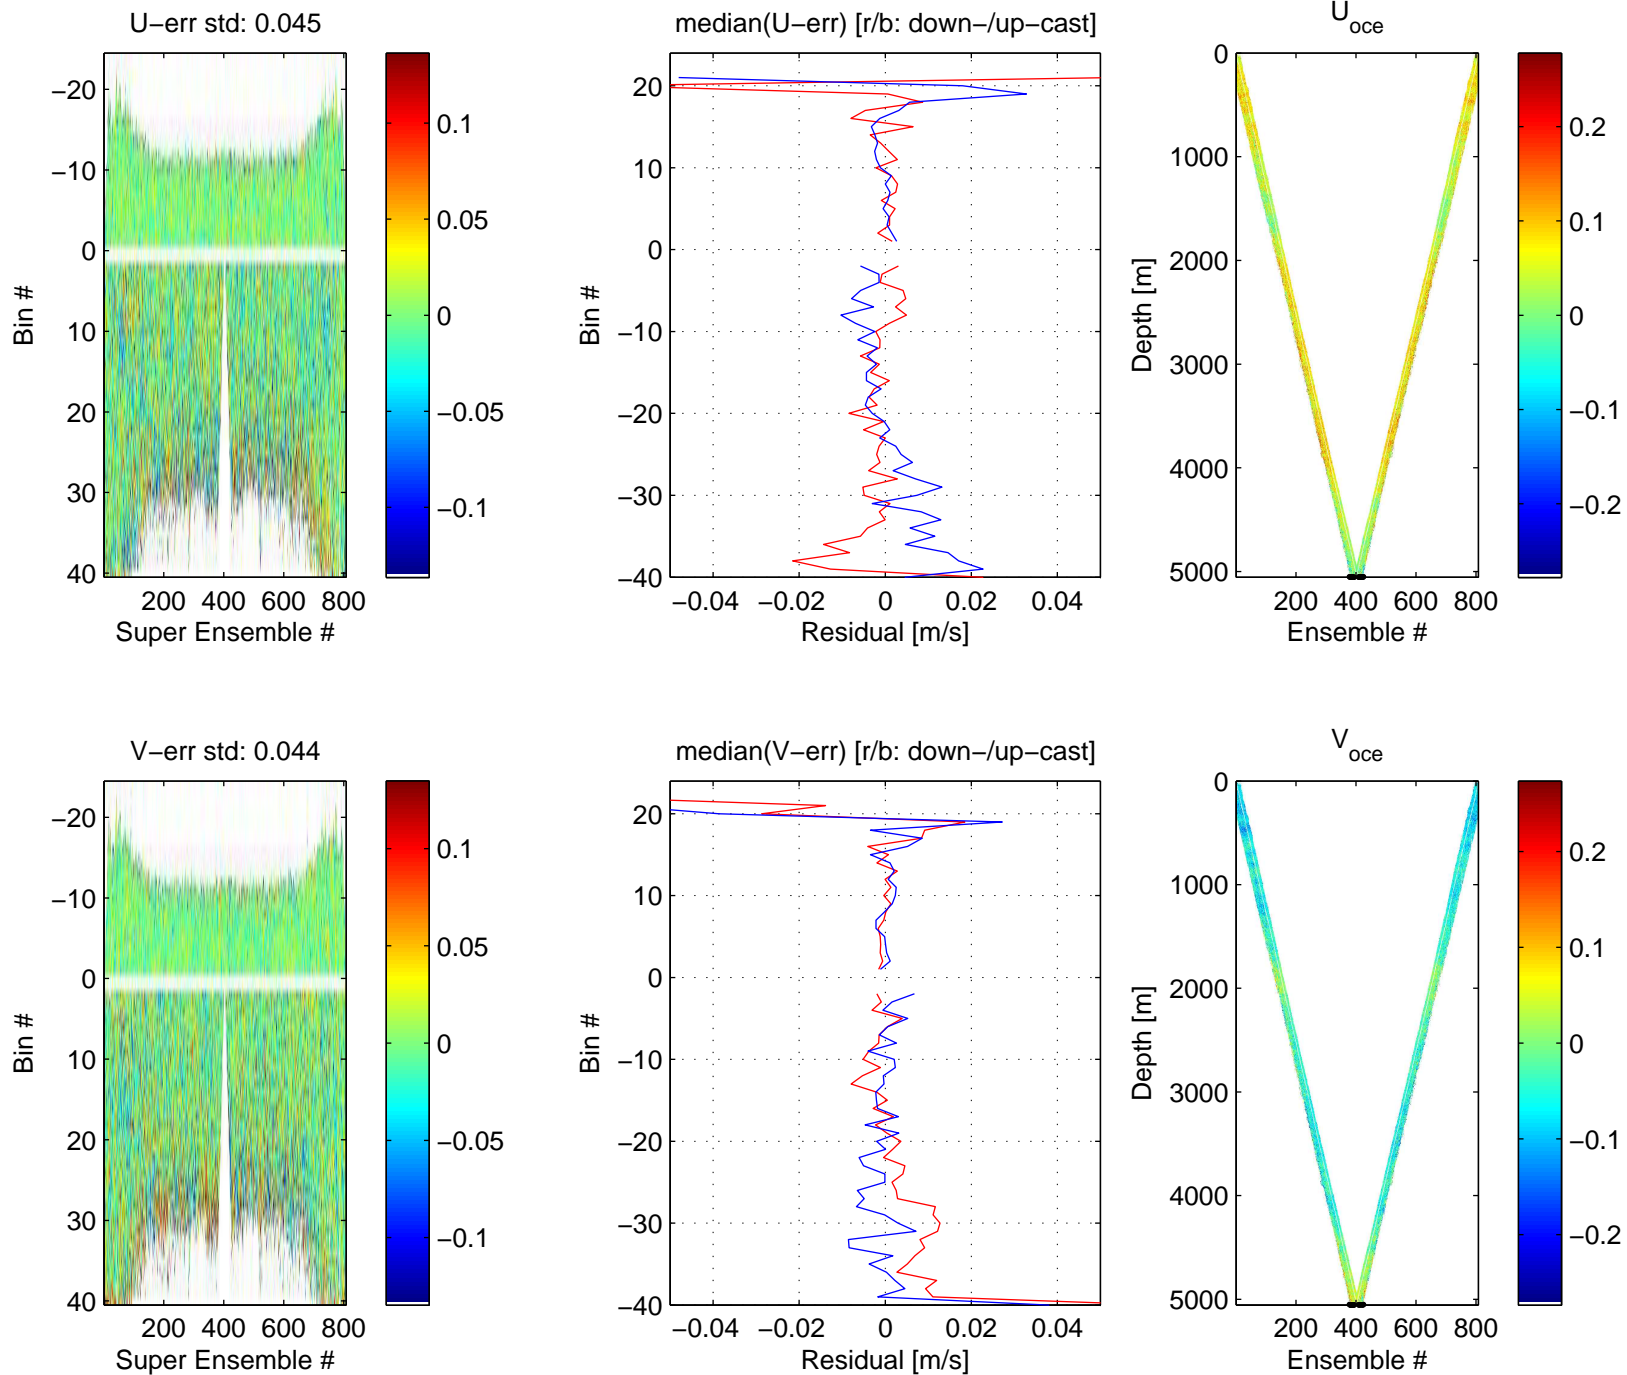 U−err std: 0.045
−20
−10
0
10
20
30
40
Bin #
200 400 600 800
Super Ensemble #
0.1
0.05
0
−0.05
−0.1
median(U−err) [r/b: down−/up−cast]
20
10
0
−10
−20
−30
−40
Bin #
−0.04 −0.02 0 0.02 0.04
Residual [m/s]
U_oce
0
1000
2000
3000
4000
5000
Depth [m]
200 400 600 800
Ensemble #
0.2
0.1
0
−0.1
−0.2
V−err std: 0.044
−20
−10
0
10
20
30
40
Bin #
200 400 600 800
Super Ensemble #
0.1
0.05
0
−0.05
−0.1
median(V−err) [r/b: down−/up−cast]
20
10
0
−10
−20
−30
−40
Bin #
−0.04 −0.02 0 0.02 0.04
Residual [m/s]
V_oce
0
1000
2000
3000
4000
5000
Depth [m]
200 400 600 800
Ensemble #
0.2
0.1
0
−0.1
−0.2